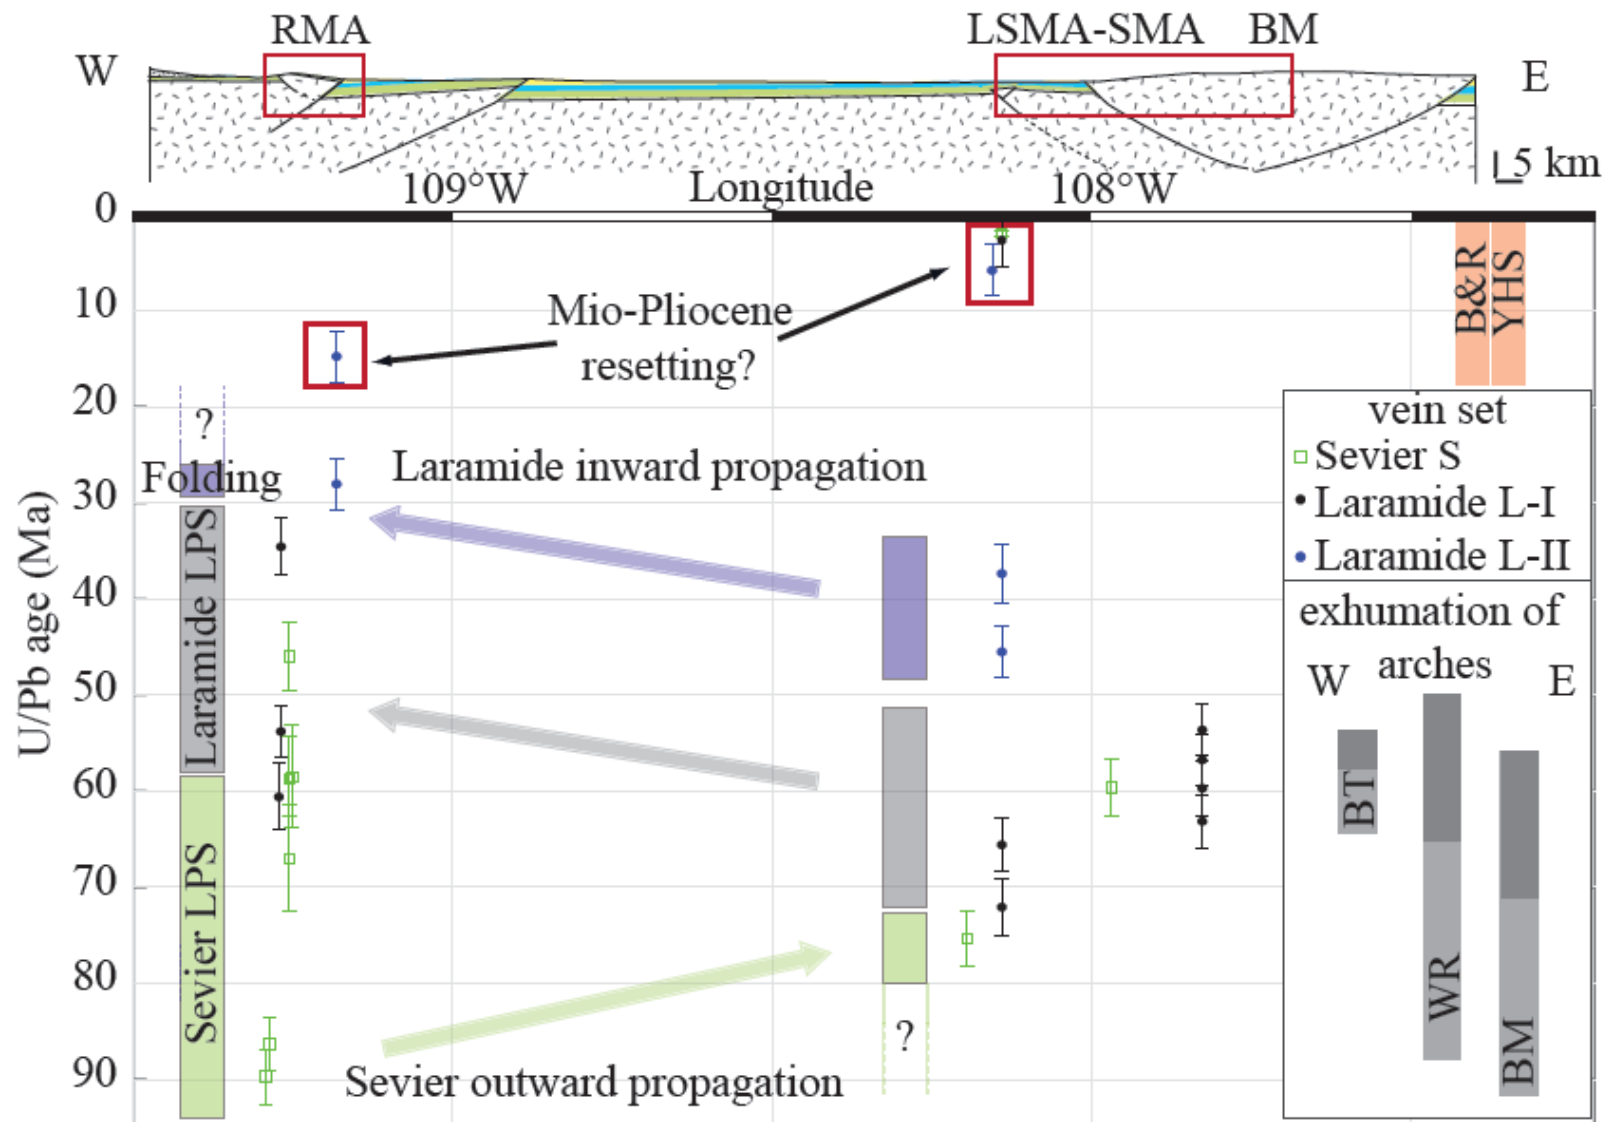 RMA
LSMA-SMA
BM
W
E
5 km
109°W
Longitude
108°W
0
10
20
30
40
50
60
70
80
90
U/Pb age (Ma)
Mio-Pliocene
resetting?
B&R
YHS
?
Folding
Laramide inward propagation
Laramide LPS
Sevier LPS
?
Sevier outward propagation
vein set
Sevier S
Laramide L-I
Laramide L-II
exhumation of
arches
W
E
BT
WR
BM